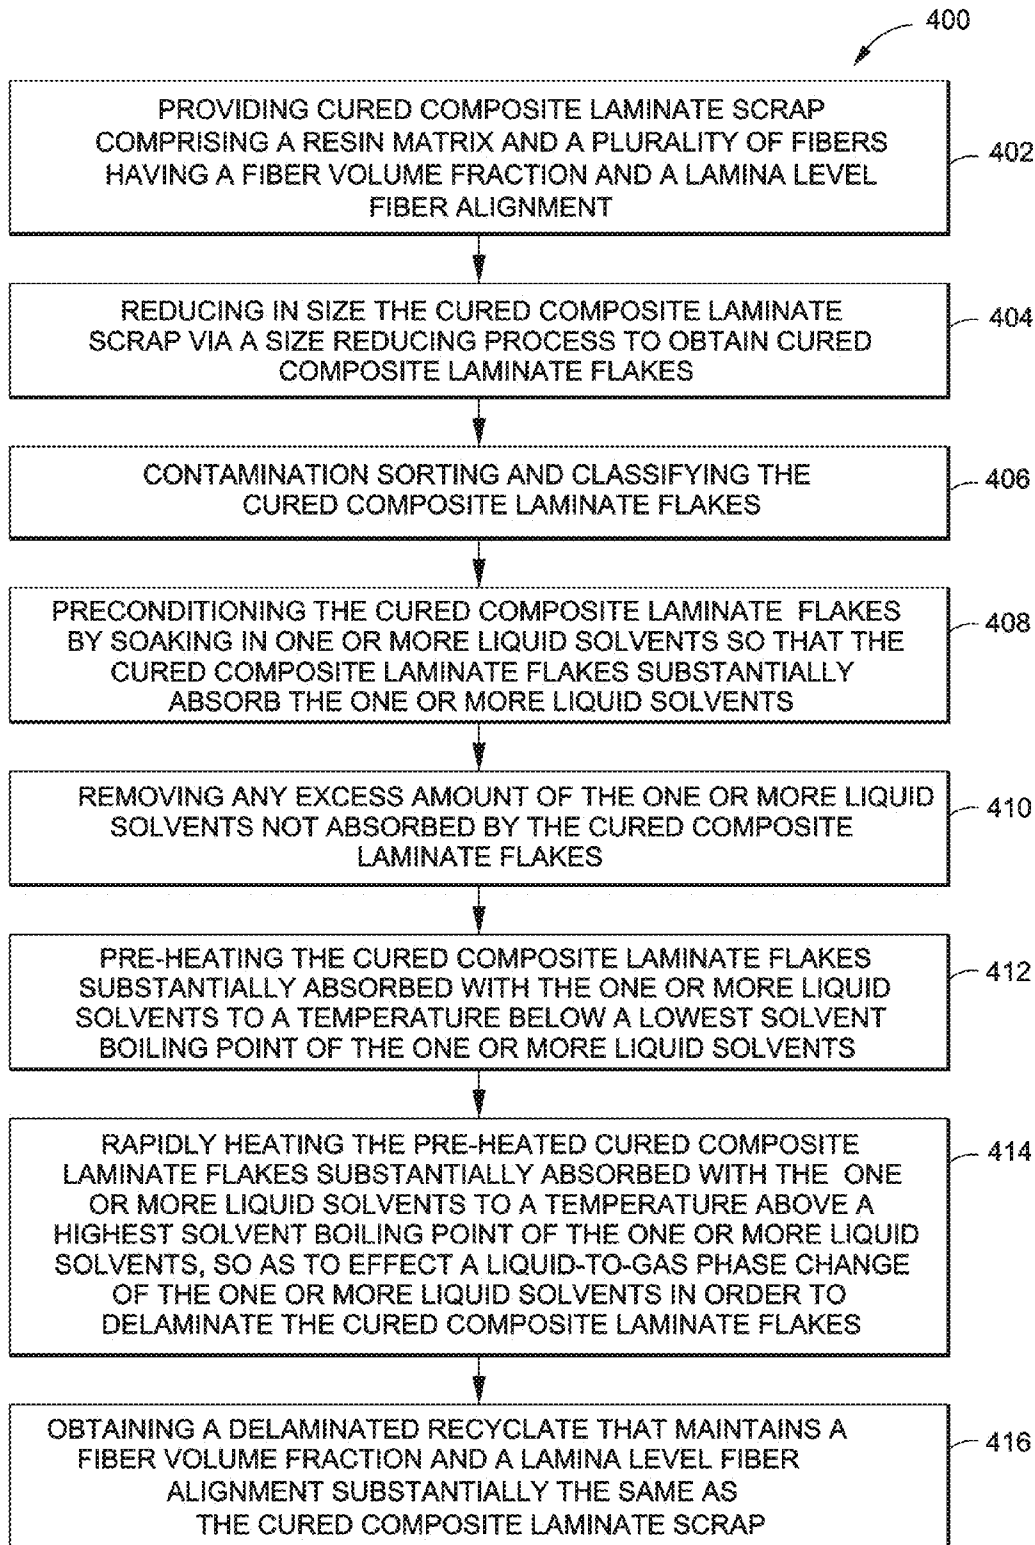 400
PROVIDING CURED COMPOSITE LAMINATE SCRAP
COMPRISING A RESIN MATRIX AND A PLURALITY OF FIBERS
HAVING A FIBER VOLUME FRACTION AND A LAMINA LEVEL
FIBER ALIGNMENT
402
REDUCING IN SIZE THE CURED COMPOSITE LAMINATE
SCRAP VIA A SIZE REDUCING PROCESS TO OBTAIN CURED
COMPOSITE LAMINATE FLAKES
404
CONTAMINATION SORTING AND CLASSIFYING THE
CURED COMPOSITE LAMINATE FLAKES
406
PRECONDITIONING THE CURED COMPOSITE LAMINATE FLAKES
BY SOAKING IN ONE OR MORE LIQUID SOLVENTS SO THAT THE
CURED COMPOSITE LAMINATE FLAKES SUBSTANTIALLY
ABSORB THE ONE OR MORE LIQUID SOLVENTS
408
REMOVING ANY EXCESS AMOUNT OF THE ONE OR MORE LIQUID
SOLVENTS NOT ABSORBED BY THE CURED COMPOSITE
LAMINATE FLAKES
410
PRE-HEATING THE CURED COMPOSITE LAMINATE FLAKES
SUBSTANTIALLY ABSORBED WITH THE ONE OR MORE LIQUID
SOLVENTS TO A TEMPERATURE BELOW A LOWEST SOLVENT
BOILING POINT OF THE ONE OR MORE LIQUID SOLVENTS
412
RAPIDLY HEATING THE PRE-HEATED CURED COMPOSITE
LAMINATE FLAKES SUBSTANTIALLY ABSORBED WITH THE ONE
OR MORE LIQUID SOLVENTS TO A TEMPERATURE ABOVE A
HIGHEST SOLVENT BOILING POINT OF THE ONE OR MORE LIQUID
SOLVENTS, SO AS TO EFFECT A LIQUID-TO-GAS PHASE CHANGE
OF THE ONE OR MORE LIQUID SOLVENTS IN ORDER TO
DELAMINATE THE CURED COMPOSITE LAMINATE FLAKES
414
OBTAINING A DELAMINATED RECYCLATE THAT MAINTAINS A
FIBER VOLUME FRACTION AND A LAMINA LEVEL FIBER
ALIGNMENT SUBSTANTIALLY THE SAME AS
THE CURED COMPOSITE LAMINATE SCRAP
416